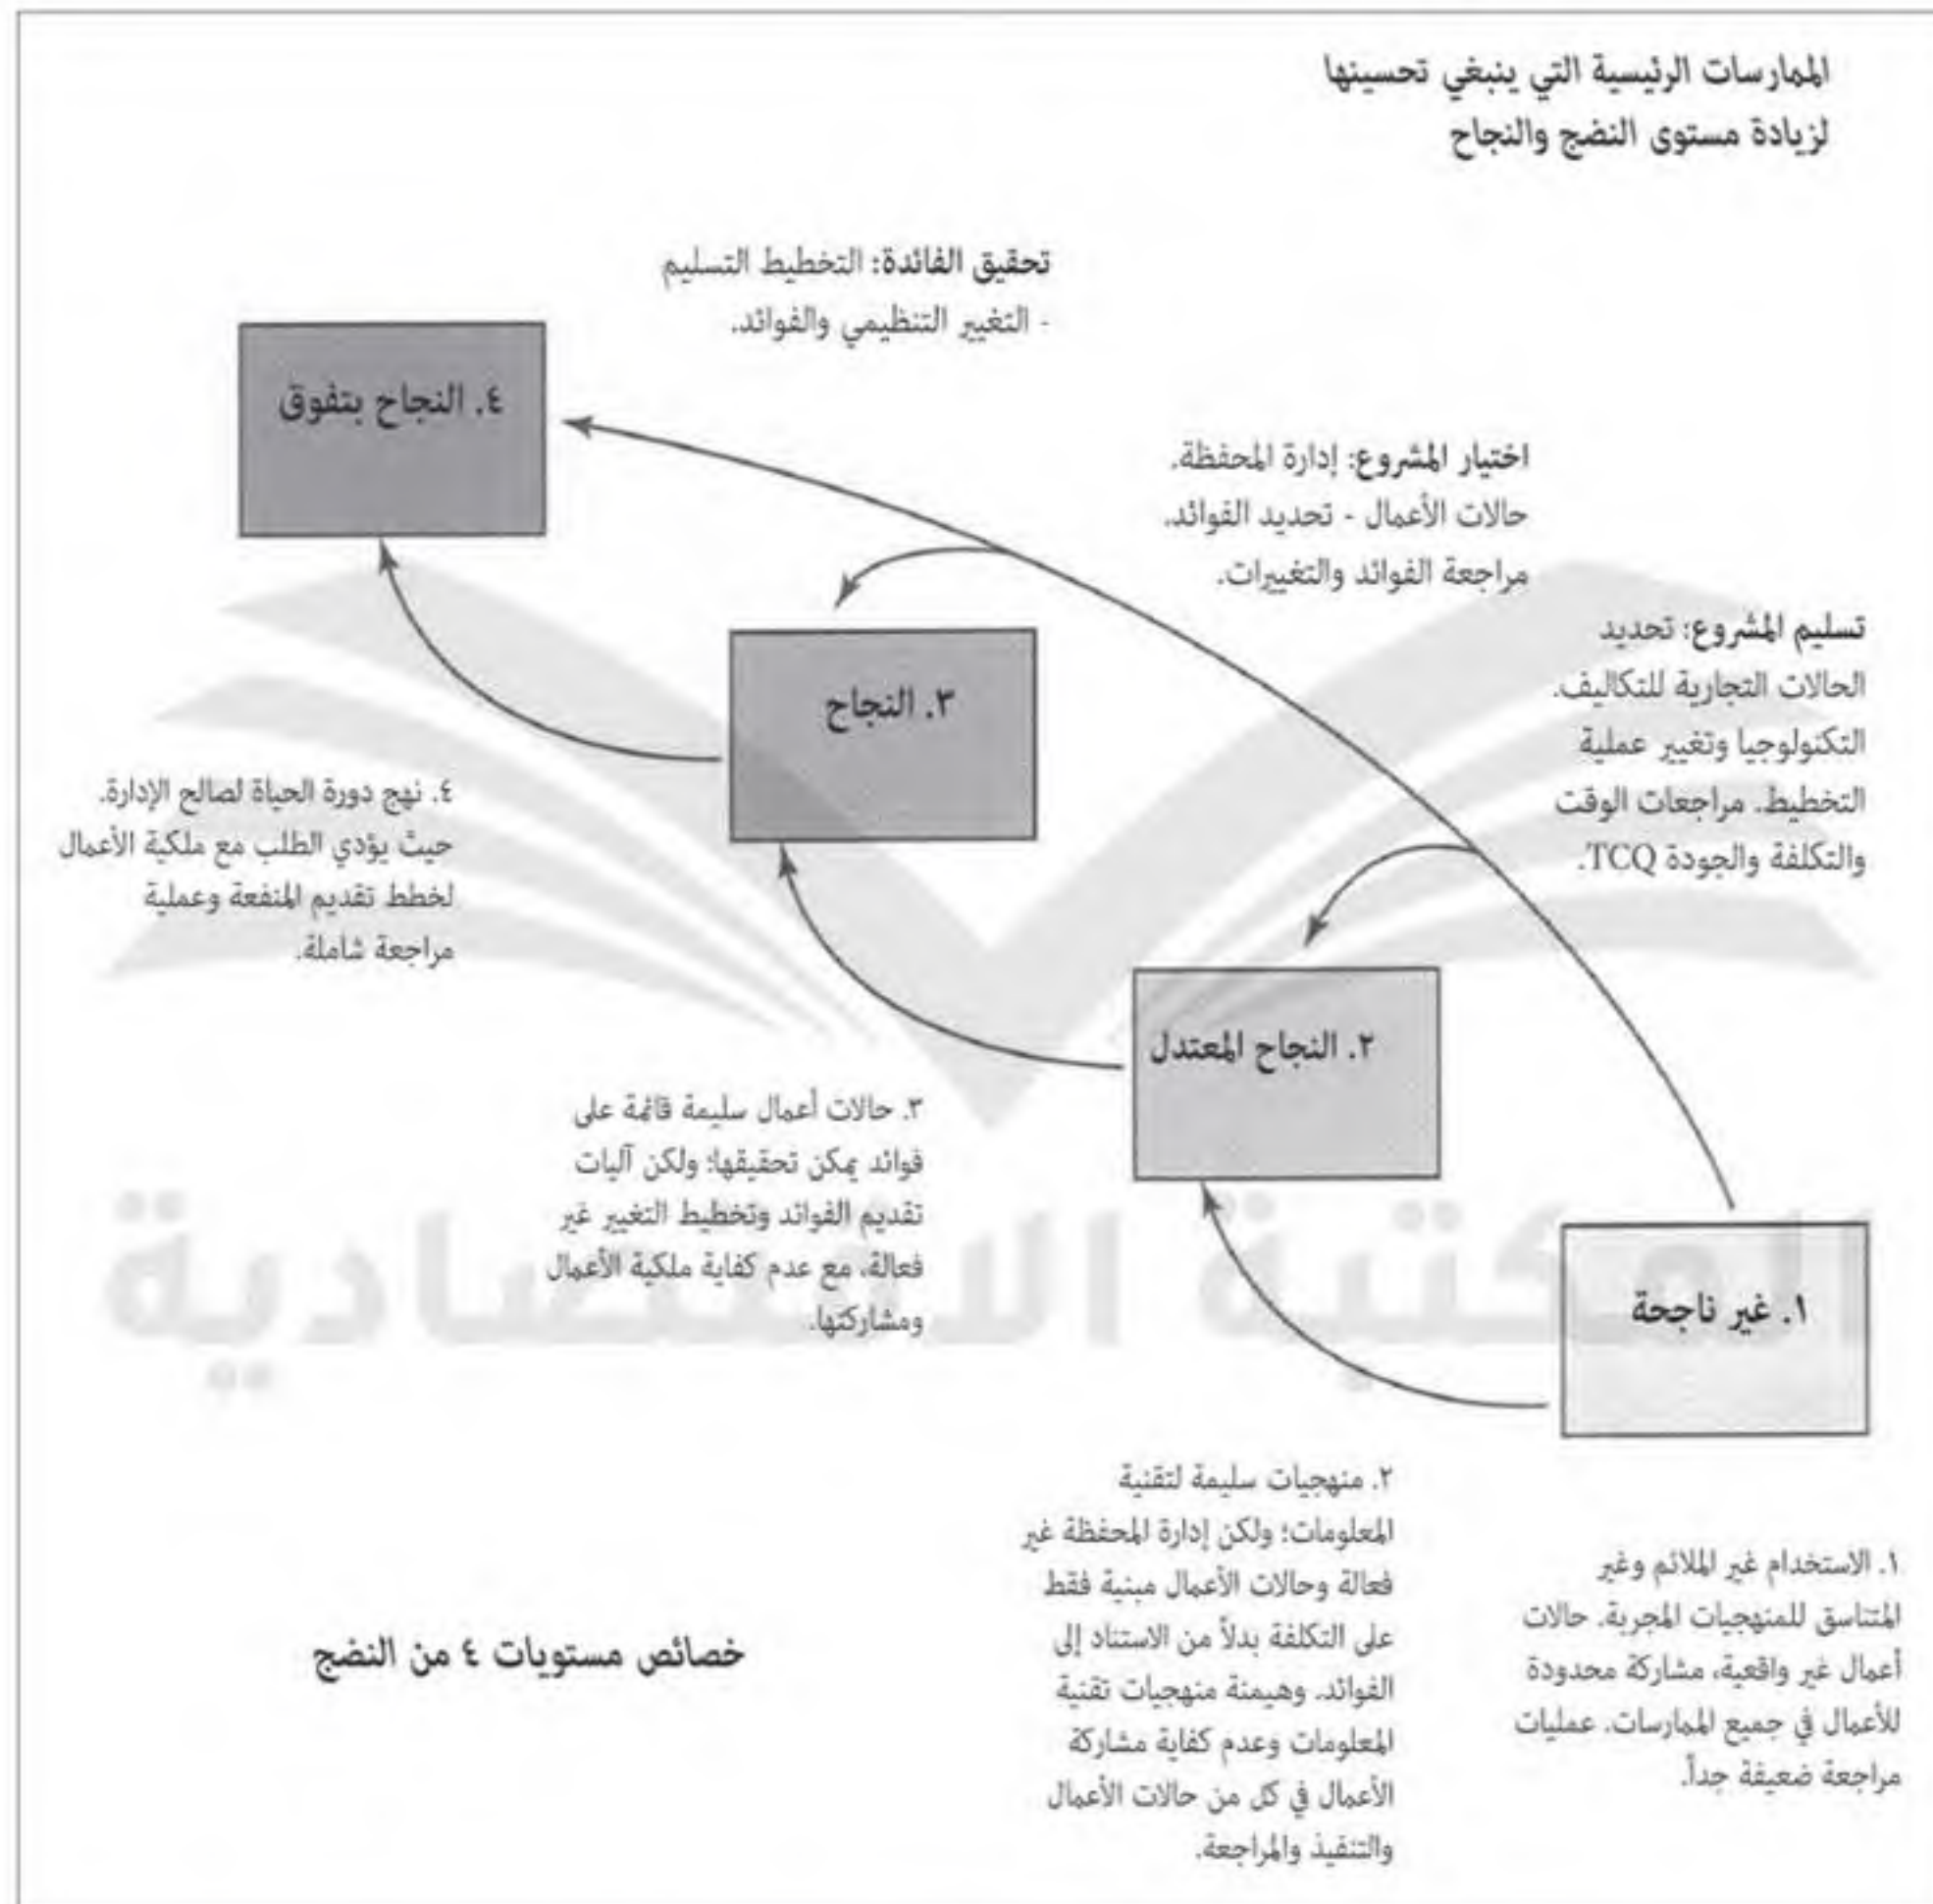 الممارسات الرئيسية التي ينبغي تحسينها
لزيادة مستوى النضج والنجاح
تحقيق الفائدة: التخطيط التسليم
- التغيير التنظيمي والفوائد.
٤. النجاح بتفوق
اختيار المشروع: إدارة المحفظة.
حالات الأعمال - تحديد الفوائد.
مراجعة الفوائد والتغييرات.
تسليم المشروع: تحديد
الحالات التجارية للتكاليف.
التكنولوجيا وتغيير عملية
التخطيط. مراجعات الوقت
والتكلفة والجودة TCQ.
٣. النجاح
٤. نهج دورة الحياة لصالح الإدارة.
حيث يؤدي الطلب مع ملكية الأعمال
لخطط تقديم المنفعة وعملية
مراجعة شاملة.
٢. النجاح المعتدل
٣. حالات أعمال سليمة قائمة على
فوائد يمكن تحقيقها؛ ولكن آليات
تقديم الفوائد وتخطيط التغيير غير
فعالة، مع عدم كفاية ملكية الأعمال
ومشاركتها.
١. غير ناجحة
المكتبة الاقتصادية
٢. منهجيات سليمة لتقنية
المعلومات؛ ولكن إدارة المحفظة غير
فعالة وحالات الأعمال مبنية فقط
على التكلفة بدلاً من الاستناد إلى
الفوائد. وهيمنة منهجيات تقنية
المعلومات وعدم كفاية مشاركة
الأعمال في كل من حالات الأعمال
والتنفيذ والمراجعة.
١. الاستخدام غير الملائم وغير
المتناسق للمنهجيات المجربة. حالات
أعمال غير واقعية، مشاركة محدودة
للأعمال في جميع الممارسات. عمليات
مراجعة ضعيفة جداً.
خصائص مستويات ٤ من النضج